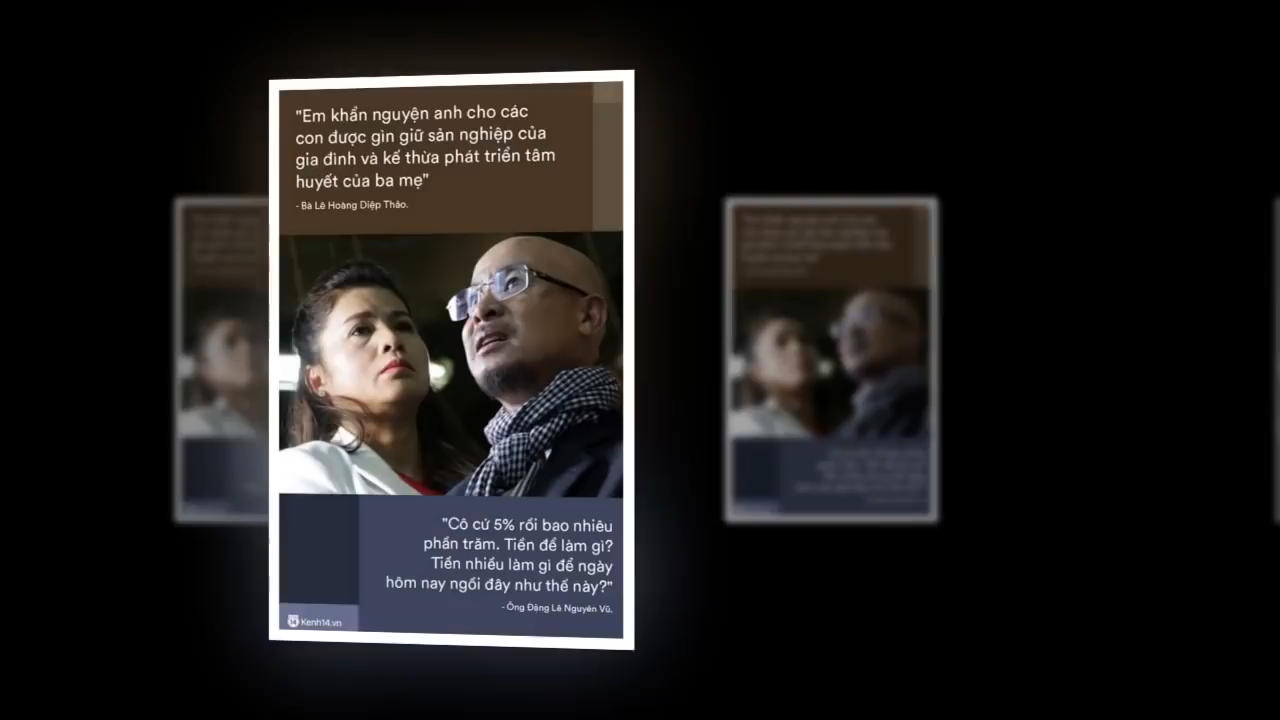 "Em khẩn nguyện anh cho các
con được gìn giữ sản nghiệp của
gia đình và kế thừa phát triển tâm
huyết của ba mẹ"
- Bà Lê Hoàng Diệp Thảo.
"Cô cứ 5% rồi bao nhiêu
phần trăm. Tiền để làm gì?
Tiền nhiều làm gì để ngày
hôm nay ngồi đây như thế này?"
- Ông Đặng Lê Nguyên Vũ.
14 Kenh14.vn